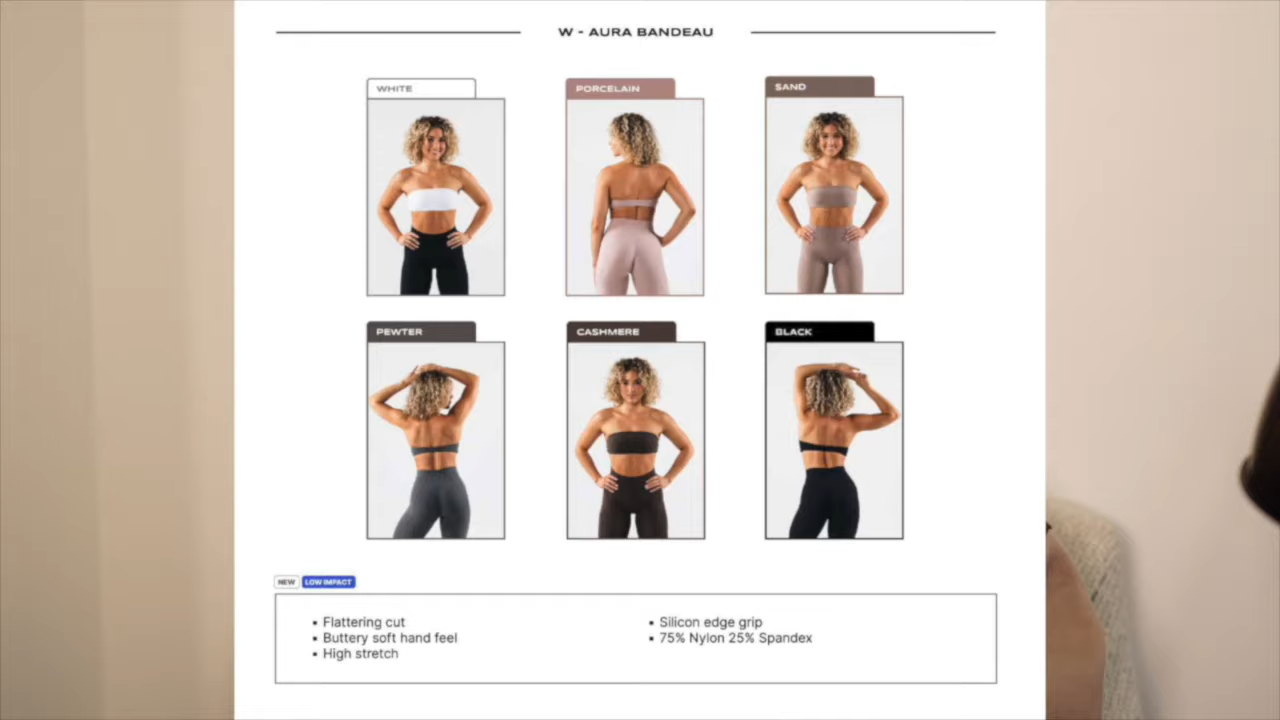 W - AURA BANDEAU
WHITE
PORCELAIN
SAND
PEWTER
CASHMERE
BLACK
NEW
LOW IMPACT
▪ Flattering cut
▪ Buttery soft hand feel
▪ High stretch
▪ Silicon edge grip
▪ 75% Nylon 25% Spandex